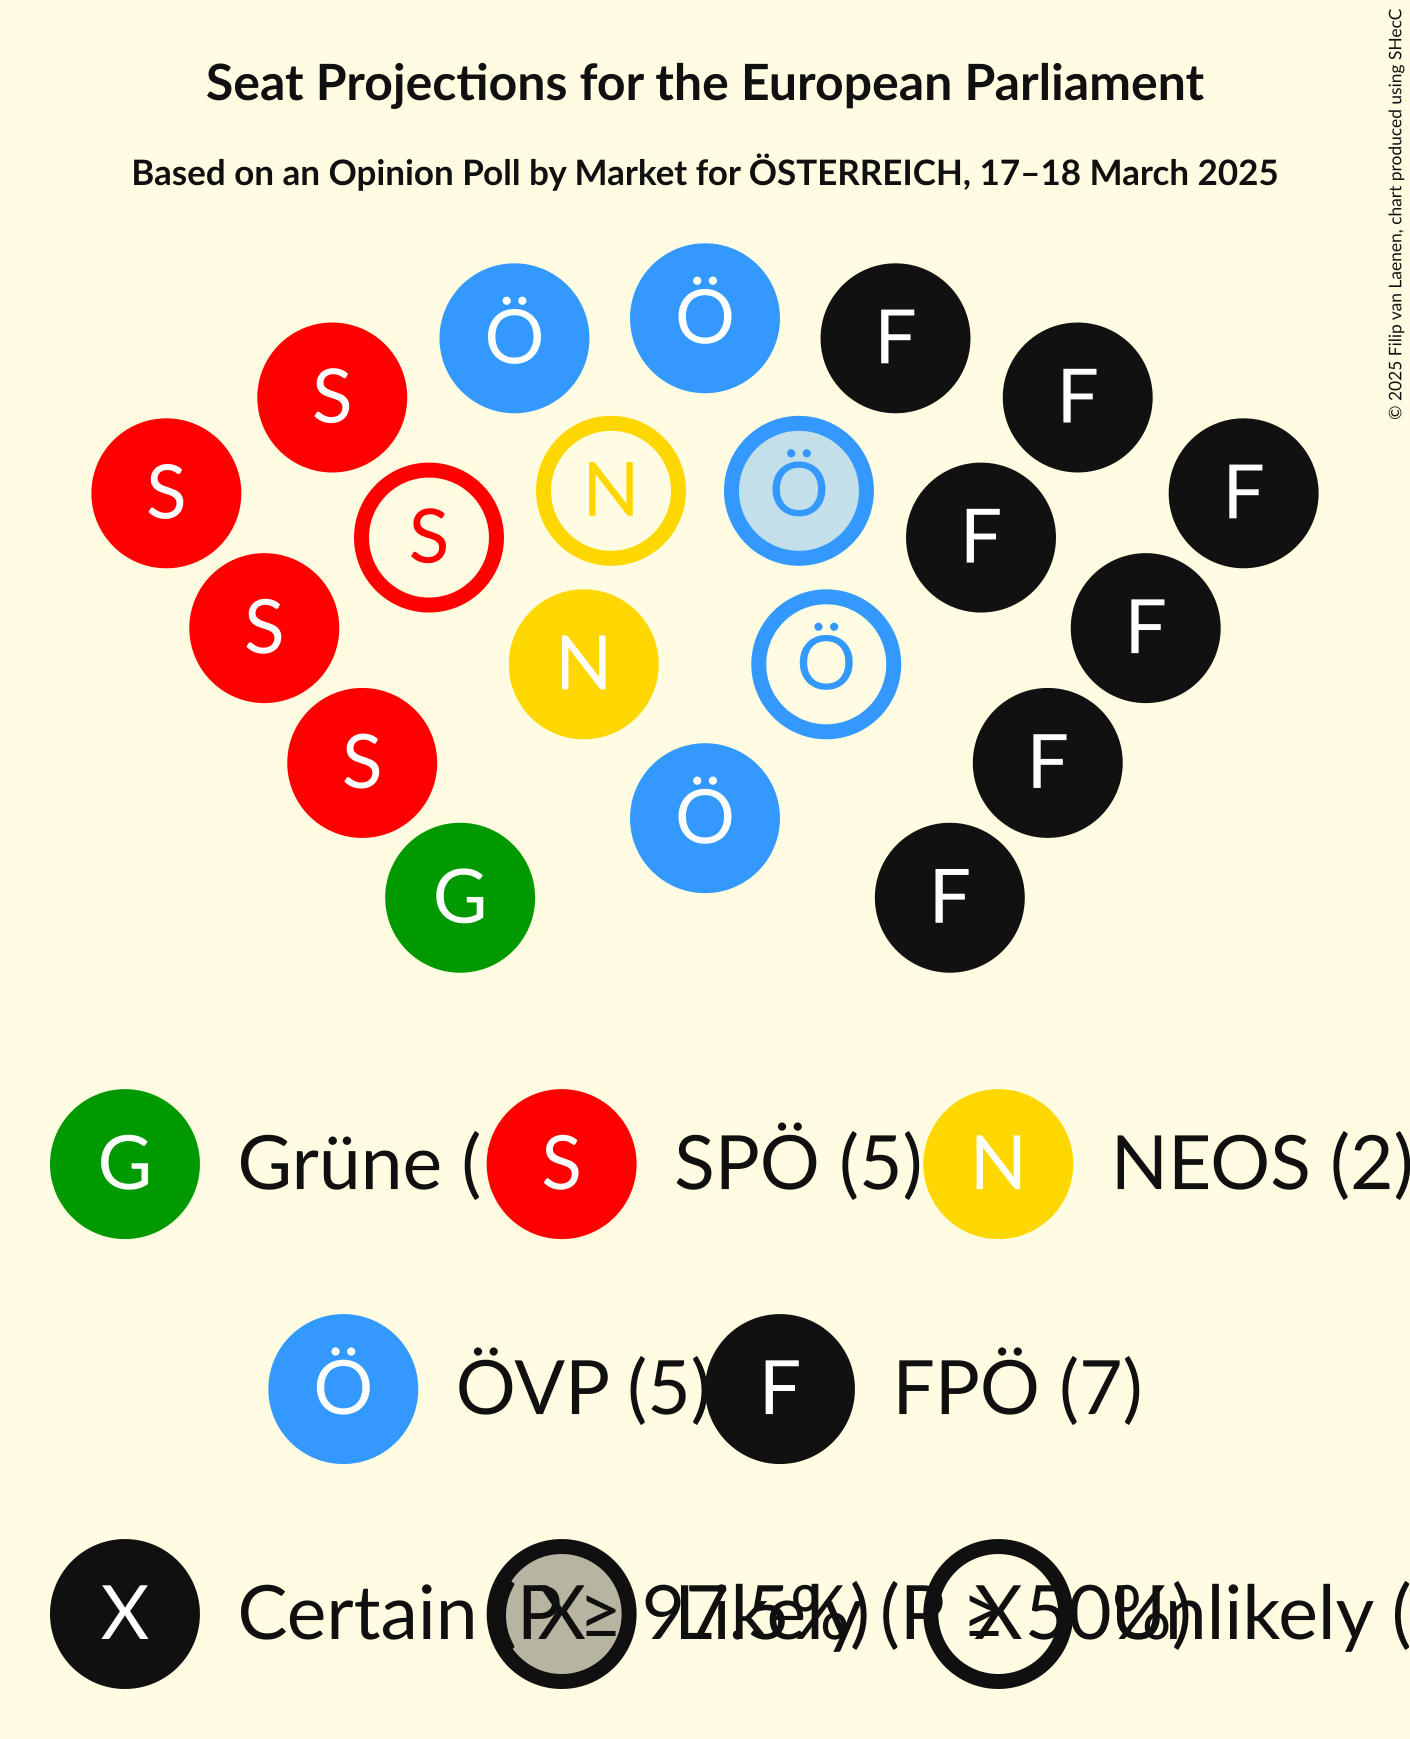 Seat Projections for the European Parliament
Based on an Opinion Poll by Market for ÖSTERREICH, 17–18 March 2025
© 2025 Filip van Laenen, chart produced using SHecC
Ö
Ö
F
S
F
S
N
Ö
F
S
F
S
N
Ö
F
S
F
Ö
G
F
G Grüne ( S SPÖ (5) N NEOS (2)
Ö ÖVP (5) F FPÖ (7)
X Certain (P ≥ 97.5%) X Likely (P ≥ 50%) X Unlikely (